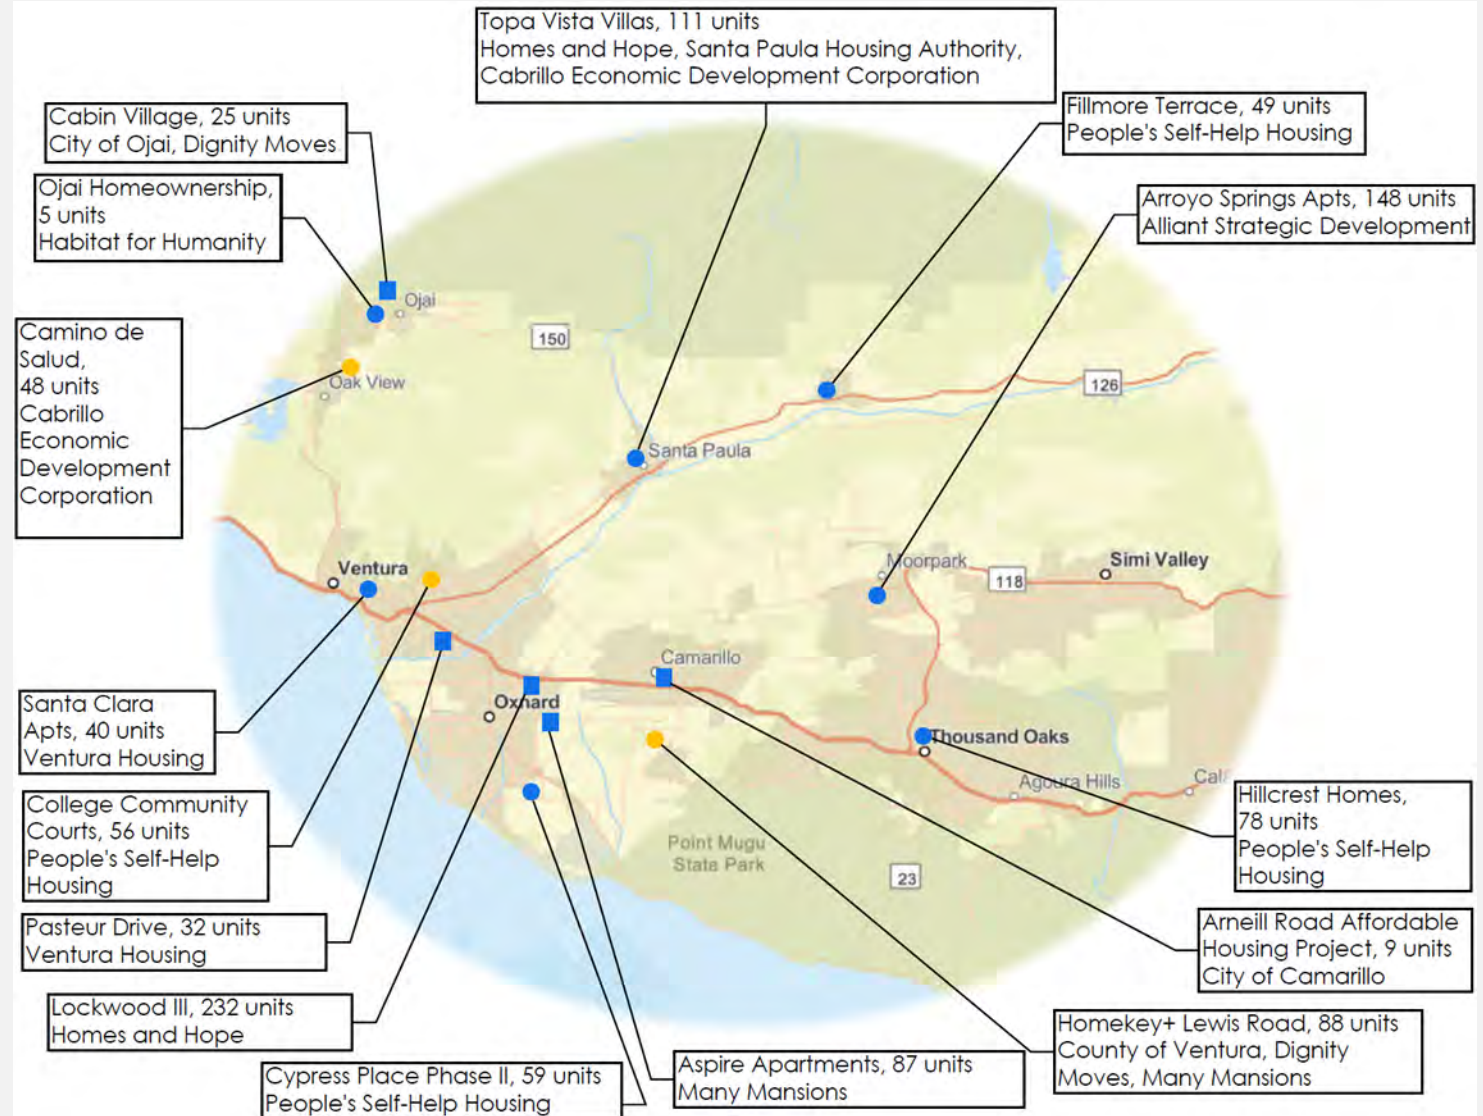 Topa Vista Villas, 111 units
Homes and Hope, Santa Paula Housing Authority,
Cabrillo Economic Development Corporation
Cabin Village, 25 units
City of Ojai, Dignity Moves
Fillmore Terrace, 49 units
People's Self-Help Housing
Ojai Homeownership,
5 units
Habitat for Humanity
Arroyo Springs Apts, 148 units
Alliant Strategic Development
Camino de
Salud,
48 units
Cabrillo
Economic
Development
Corporation
Ojai
150
Oak View
126
Santa Paula
Ventura
Moorpark
118
Simi Valley
Camarillo
Oxnard
Thousand Oaks
Agoura Hills
Point Mugu
State Park
23
Santa Clara
Apts, 40 units
Ventura Housing
College Community
Courts, 56 units
People's Self-Help
Housing
Pasteur Drive, 32 units
Ventura Housing
Lockwood III, 232 units
Homes and Hope
Cypress Place Phase II, 59 units
People's Self-Help Housing
Aspire Apartments, 87 units
Many Mansions
Hillcrest Homes,
78 units
People's Self-Help
Housing
Arneill Road Affordable
Housing Project, 9 units
City of Camarillo
Homekey+ Lewis Road, 88 units
County of Ventura, Dignity
Moves, Many Mansions